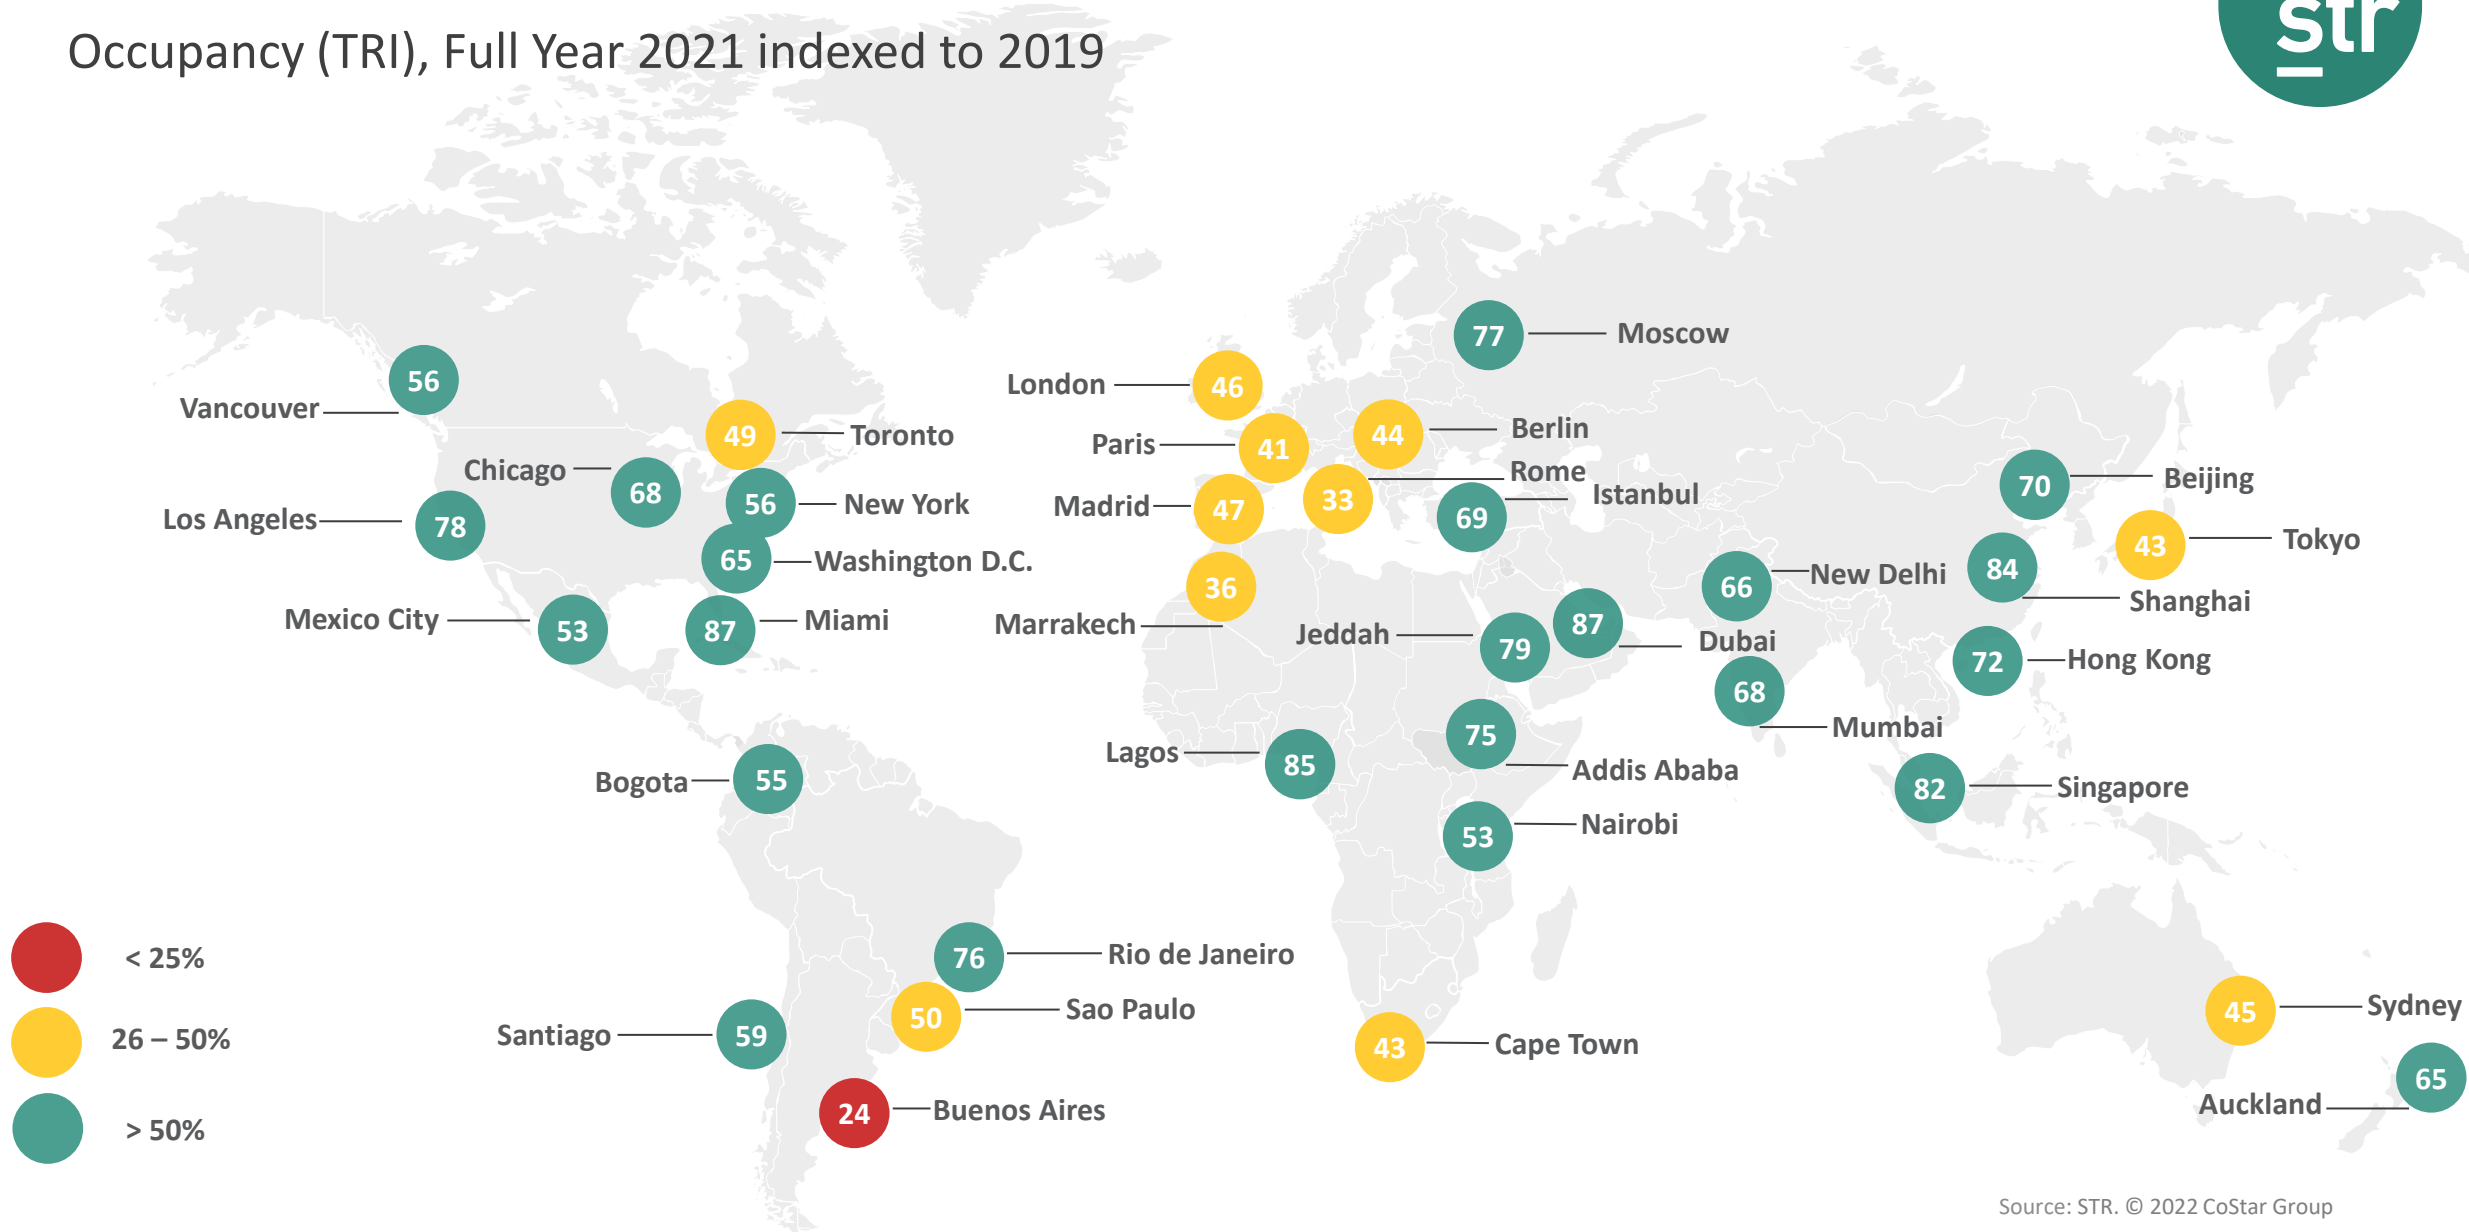 Occupancy (TRI), Full Year 2021 indexed to 2019
str
77
Moscow
56
Vancouver
London
46
49
Toronto
Paris
41
44
Berlin
Chicago
68
Rome
33
Istanbul
69
70
Beijing
Los Angeles
78
56
New York
Madrid
47
43
Tokyo
65
Washington D.C.
36
Marrakech
66
New Delhi
84
Shanghai
Mexico City
53
87
Miami
Jeddah
79
87
Dubai
72
Hong Kong
68
Mumbai
Lagos
85
75
Addis Ababa
Bogota
55
82
Singapore
53
Nairobi
< 25%
76
Rio de Janeiro
26 – 50%
50
Sao Paulo
Santiago
59
43
Cape Town
45
Sydney
> 50%
24
Buenos Aires
65
Auckland
Source: STR. © 2022 CoStar Group